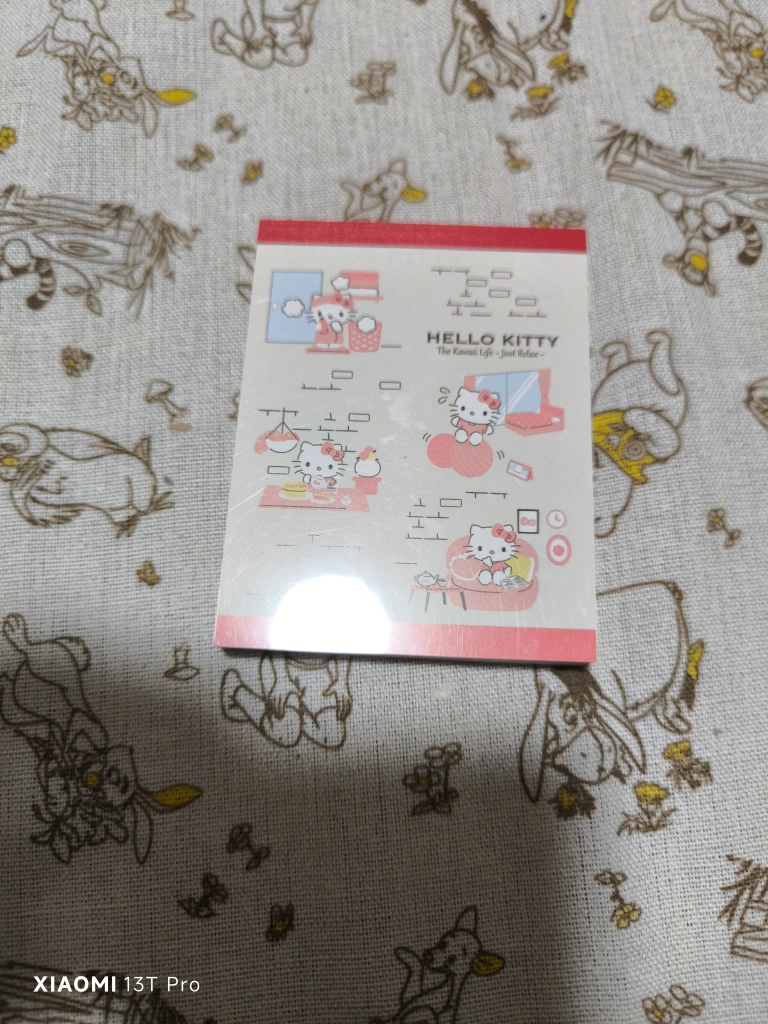 HELLO KITTY
The Kawaii Life - Just Relax -
XIAOMI 13T Pro